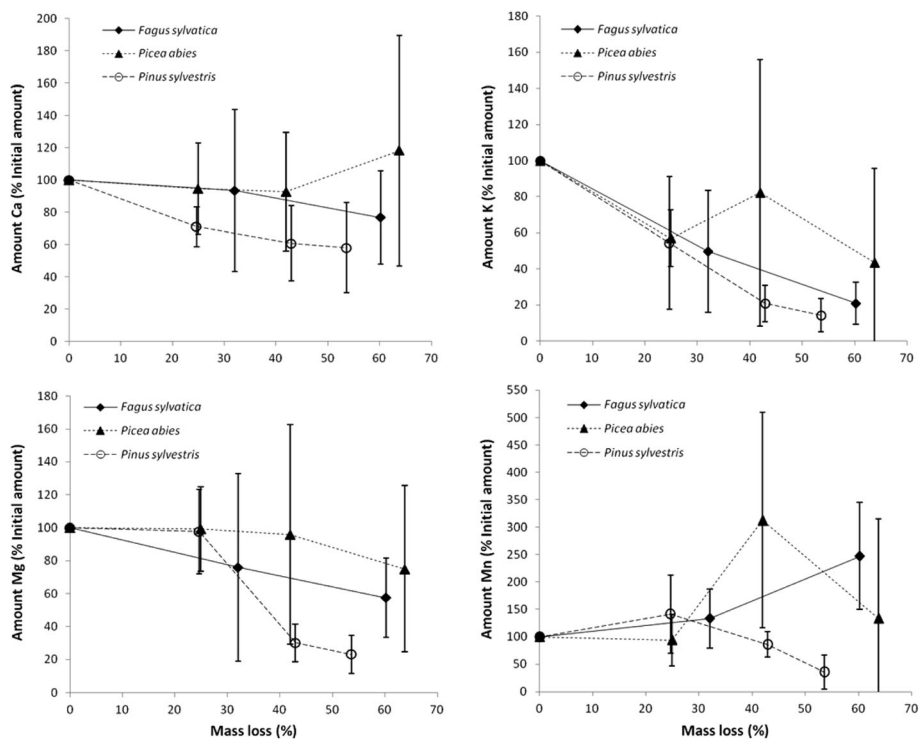 Amount Ca (% Initial amount)
200
180
160
140
120
100
80
60
40
20
0
Fagus sylvatica
Picea abies
Pinus sylvestris
0 10 20 30 40 50 60 70
Amount K (% Initial amount)
180
160
140
120
100
80
60
40
20
0
Fagus sylvatica
Picea abies
Pinus sylvestris
0 10 20 30 40 50 60 70
Amount Mg (% Initial amount)
180
160
140
120
100
80
60
40
20
0
Fagus sylvatica
Picea abies
Pinus sylvestris
0 10 20 30 40 50 60 70
Mass loss (%)
Amount Mn (% Initial amount)
550
500
450
400
350
300
250
200
150
100
50
0
Fagus sylvatica
Picea abies
Pinus sylvestris
0 10 20 30 40 50 60 70
Mass loss (%)